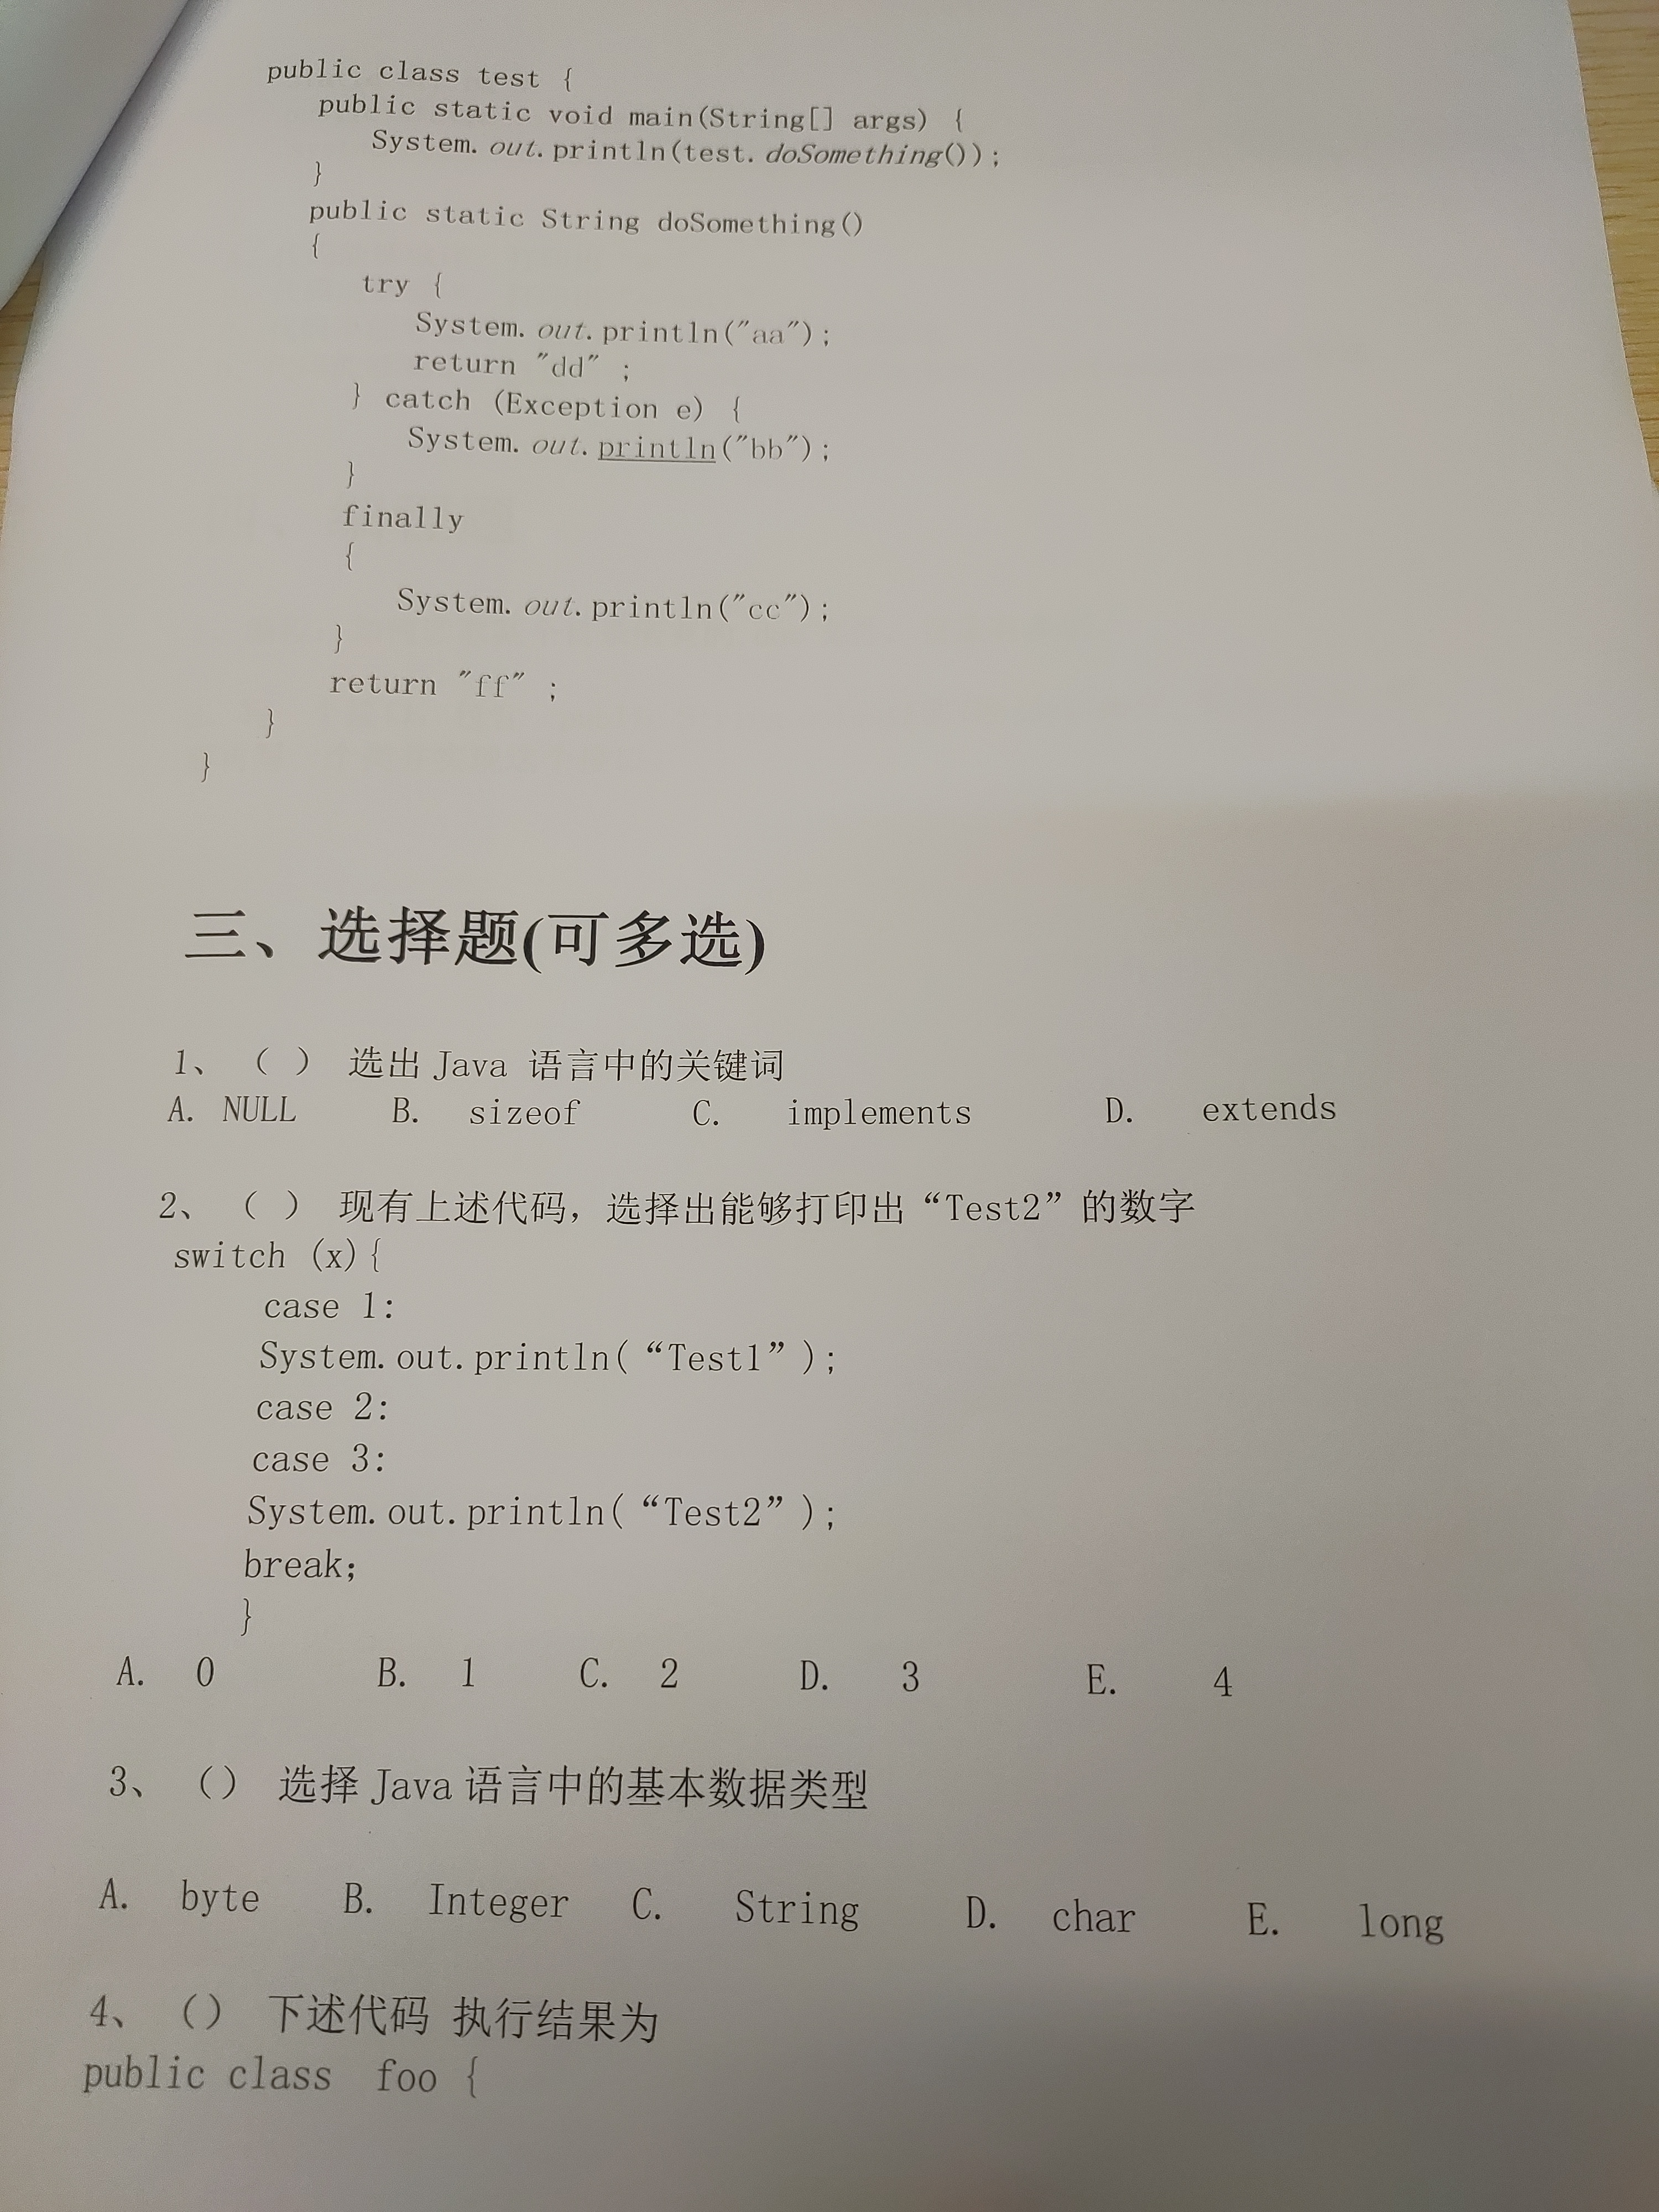 public class test {
public static void main(String[] args) {
System.out.println(test.doSomething());
}
public static String doSomething()
{
try {
System.out.println("aa");
return "dd" ;
} catch (Exception e) {
System.out.println("bb");
}
finally
{
System.out.println("cc");
}
return "ff" ;
}
}
三、选择题(可多选)
1、 ( ) 选出 Java 语言中的关键词
A. NULL B. sizeof C. implements D. extends
2、 ( ) 现有上述代码，选择出能够打印出“Test2”的数字
switch (x){
case 1:
System.out.println(“Test1”);
case 2:
case 3:
System.out.println(“Test2”);
break;
}
A. 0 B. 1 C. 2 D. 3 E. 4
3、 () 选择 Java 语言中的基本数据类型
A. byte B. Integer C. String D. char E. long
4、 () 下述代码 执行结果为
public class foo {